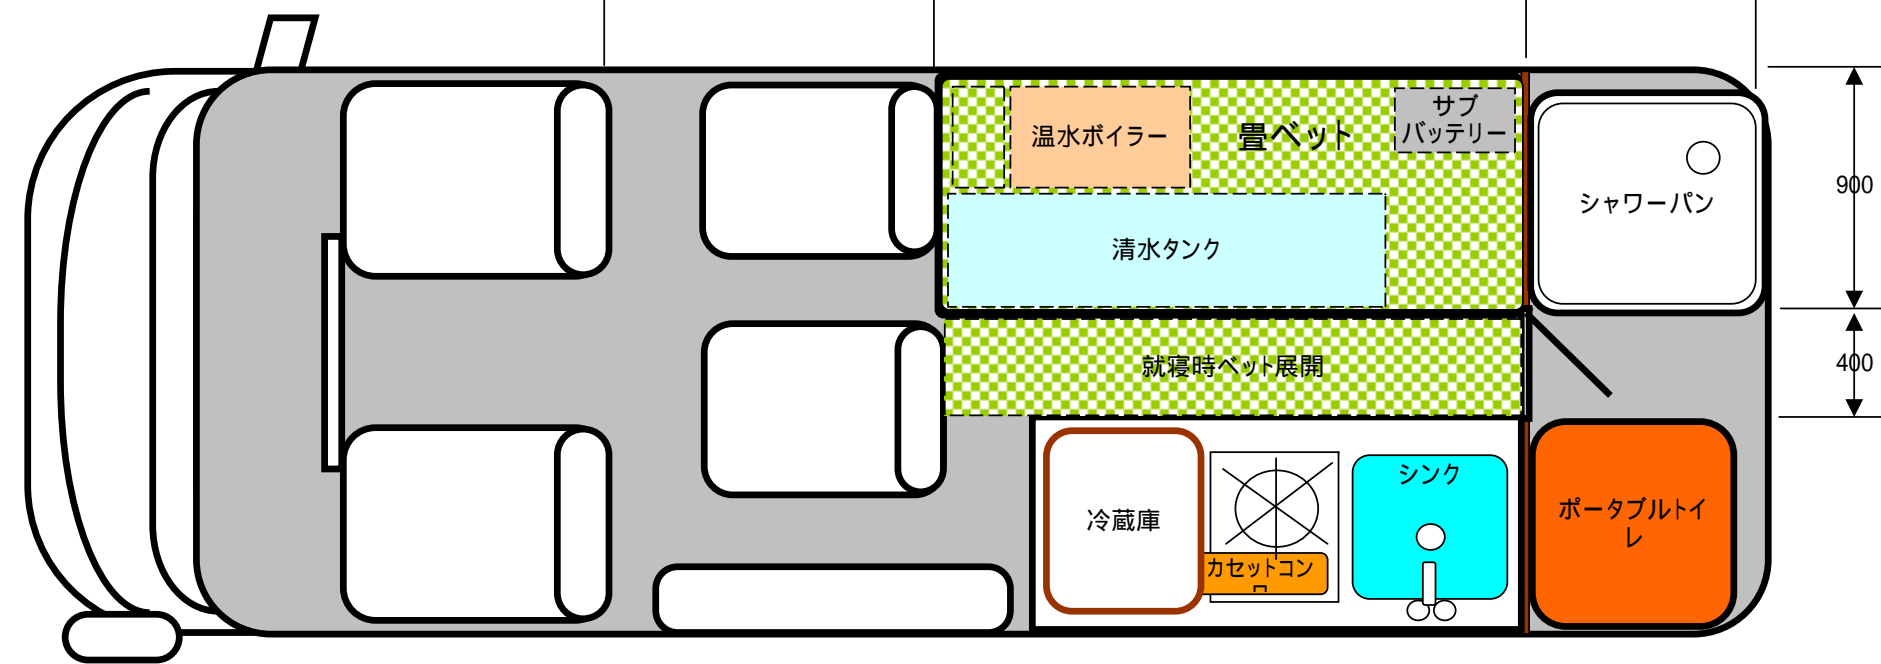 温水ボイラー
畳ベット
サブ
バッテリー
シャワーパン
900
清水タンク
就寝時ベット展開
400
冷蔵庫
カセットコン
シンク
ポータブルトイ
レ